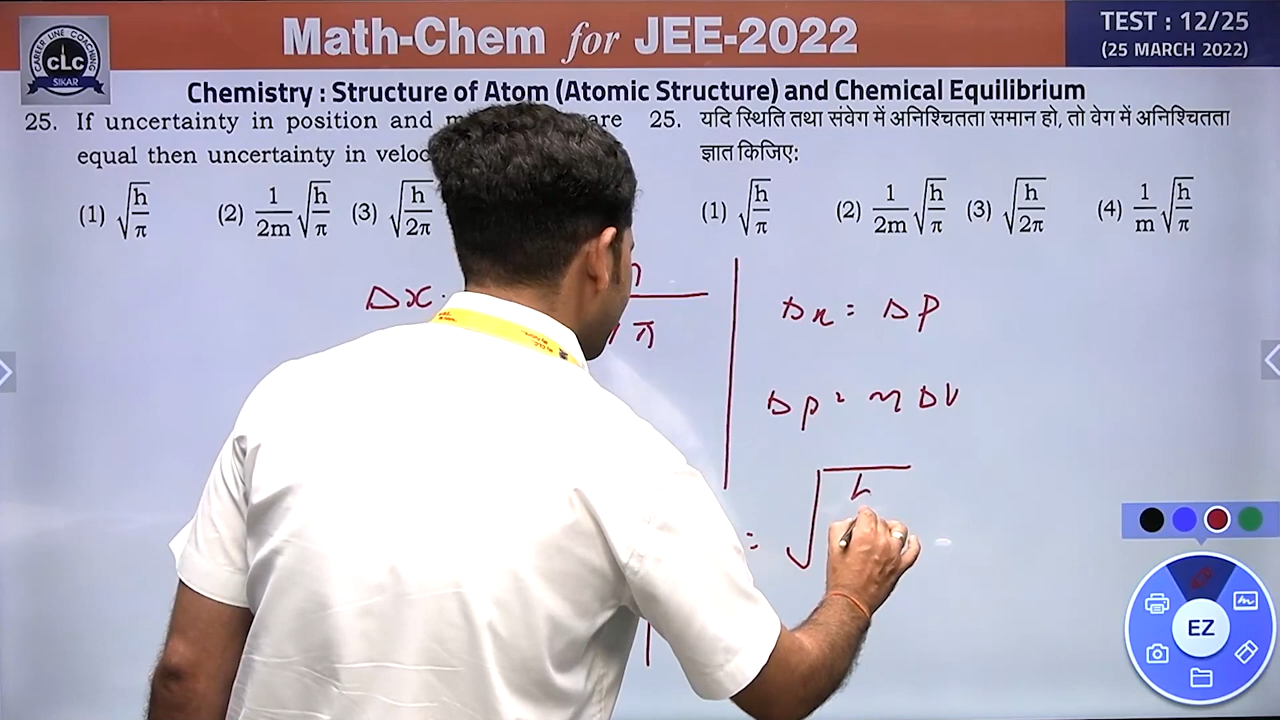 Math-Chem for JEE-2022
TEST : 12/25
(25 MARCH 2022)
CAREER LINE COACHING
CLC
SIKAR
Chemistry : Structure of Atom (Atomic Structure) and Chemical Equilibrium
25. If uncertainty in position and are
equal then uncertainty in
(1) √(h/π) (2) 1/2m √(h/π) (3) √(h/2π)
25. यदि स्थिति तथा संवेग में अनिश्चितता समान हो, तो वेग में अनिश्चितता
ज्ञात किजिए:
(1) √(h/π) (2) 1/2m √(h/π) (3) √(h/2π) (4) 1/m √(h/π)
Δx
π
Δx = Δp
Δp = mΔV
= √h
EZ